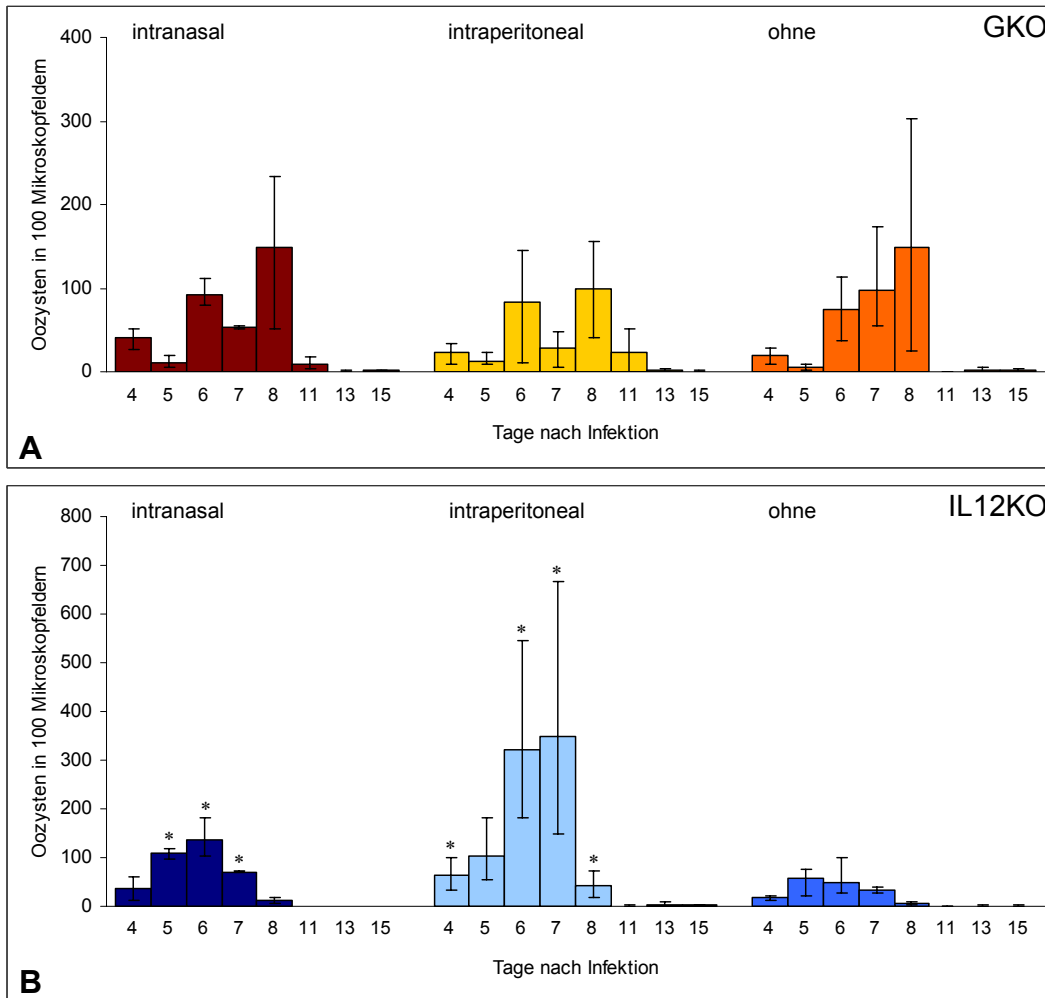 intranasal intraperitoneal ohne GKO
400
300
200
100
0
Oozysten in 100 Mikroskopfeldern
4 5 6 7 8 11 13 15 4 5 6 7 8 11 13 15 4 5 6 7 8 11 13 15
Tage nach Infektion
A
intranasal intraperitoneal ohne IL12KO
800
700
600
500
400
300
200
100
0
Oozysten in 100 Mikroskopfeldern
* * *
* * * *
4 5 6 7 8 11 13 15 4 5 6 7 8 11 13 15 4 5 6 7 8 11 13 15
Tage nach Infektion
B